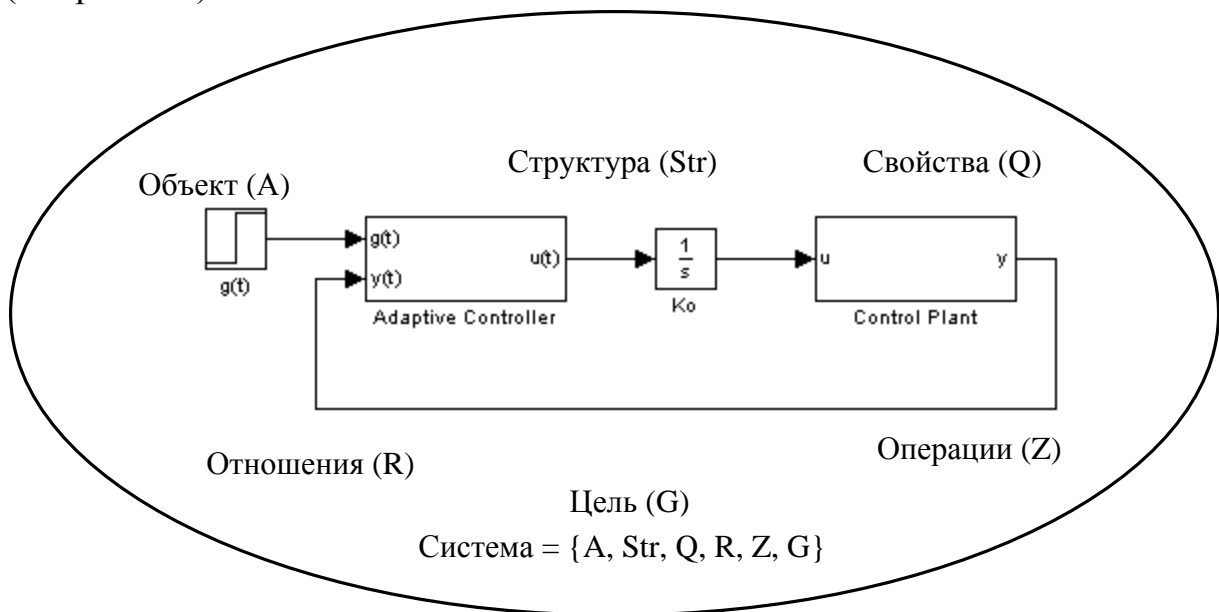 Структура (Str)
Свойства (Q)
Объект (A)
g(t)
g(t)
y(t)
u(t)
Adaptive Controller
1
s
Ko
u
y
Control Plant
Отношения (R)
Операции (Z)
Цель (G)
Система = {A, Str, Q, R, Z, G}